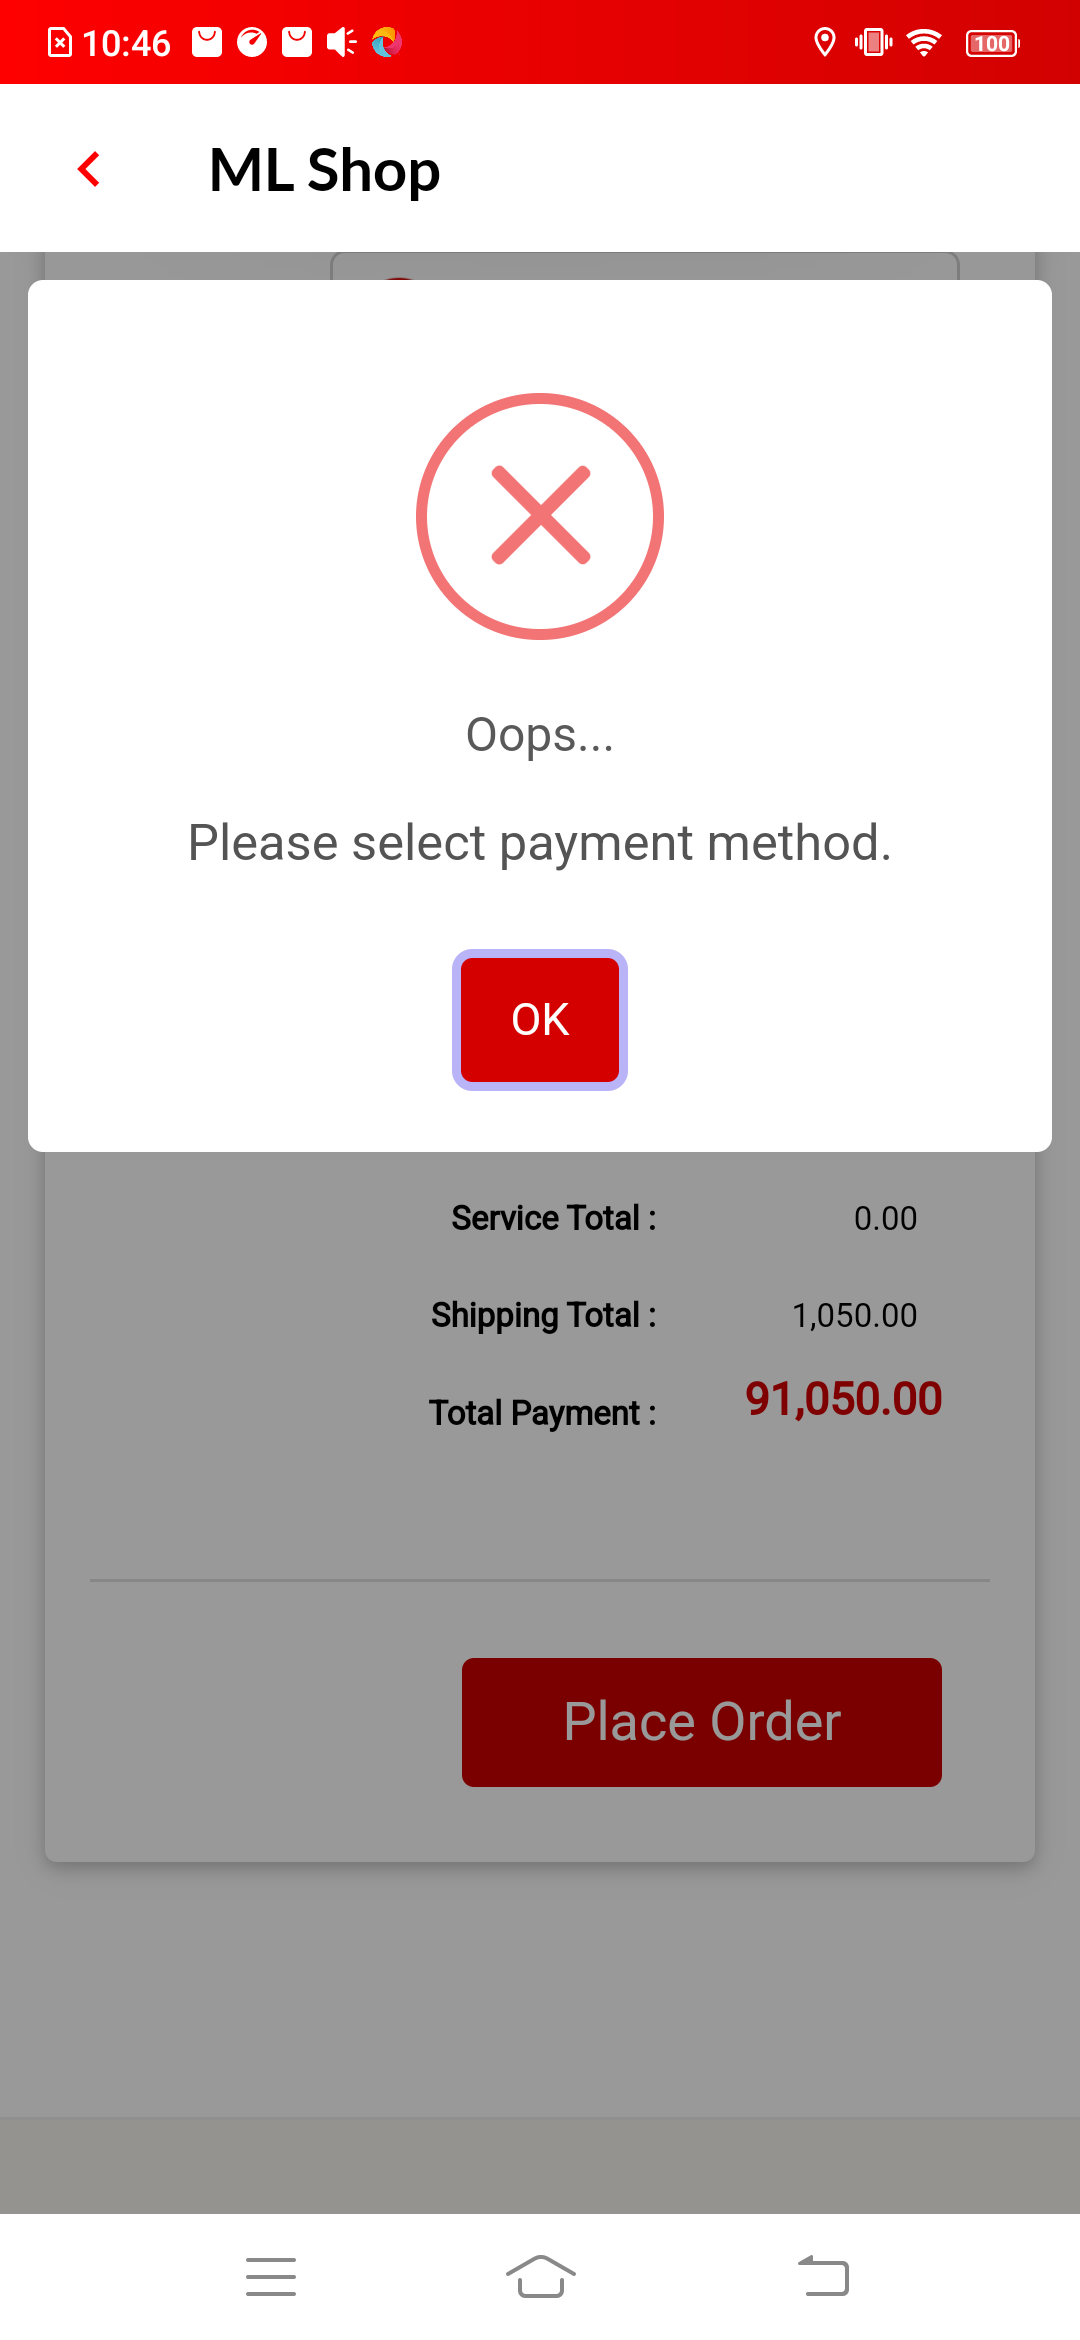 10:46
100
ML Shop
Oops...
Please select payment method.
OK
Service Total : 0.00
Shipping Total : 1,050.00
Total Payment : 91,050.00
Place Order